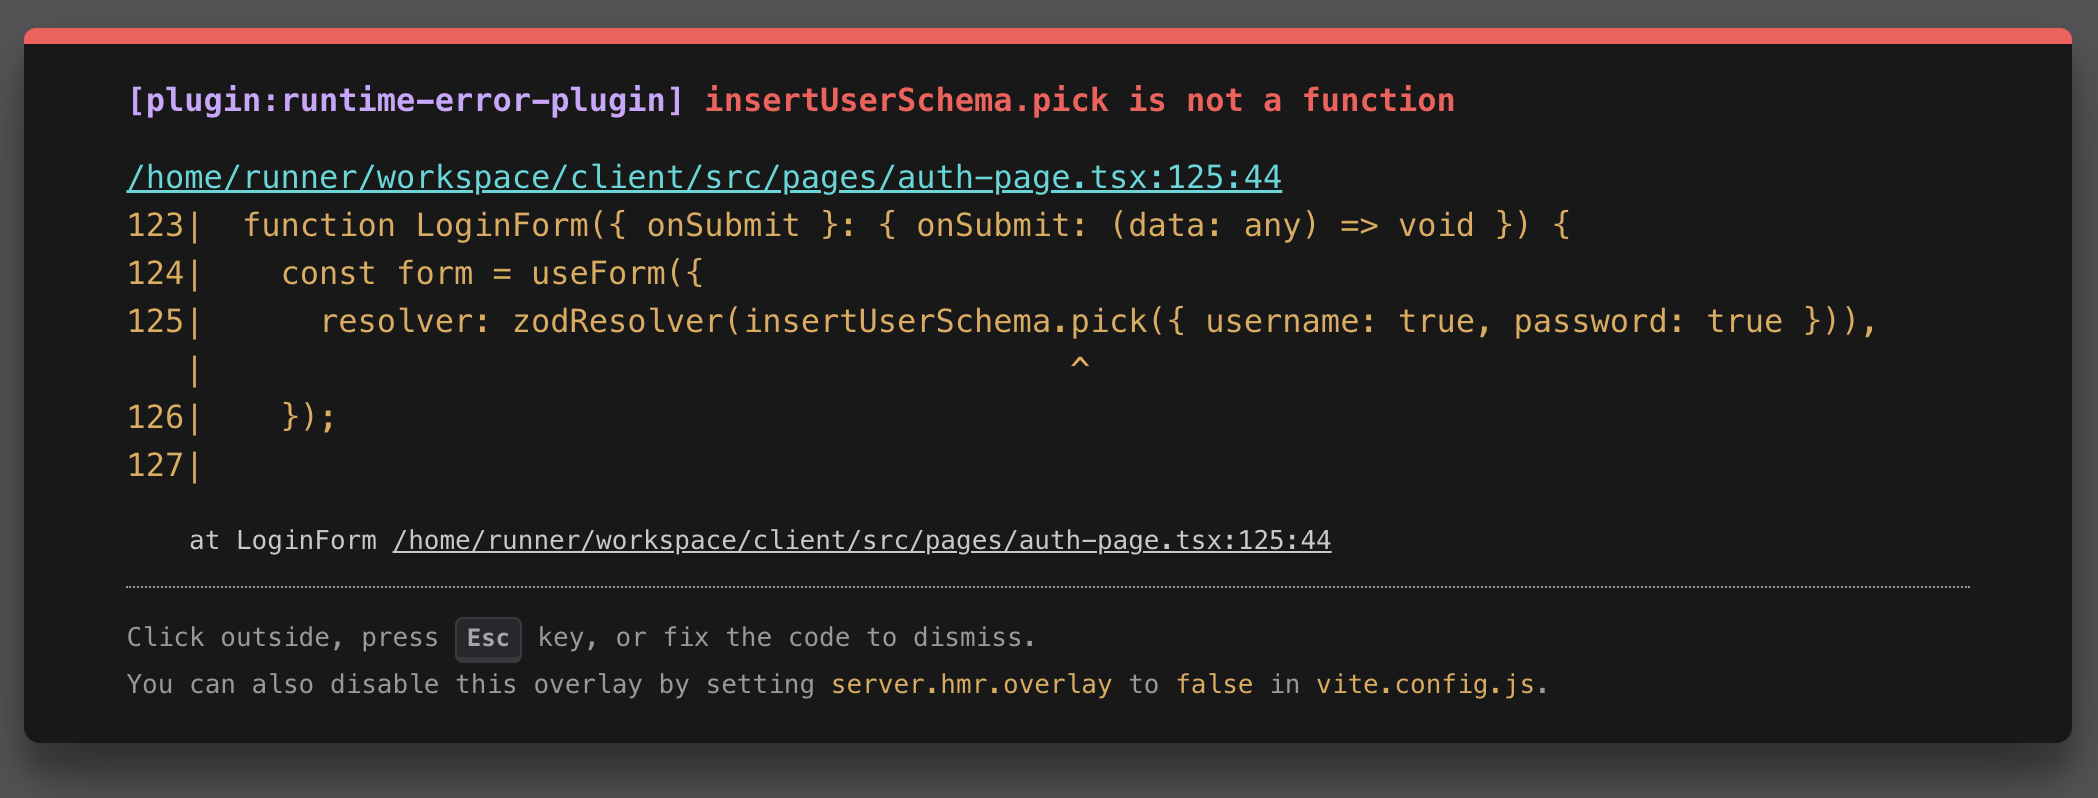 [plugin:runtime-error-plugin] insertUserSchema.pick is not a function
/home/runner/workspace/client/src/pages/auth-page.tsx:125:44
123|  function LoginForm({ onSubmit }: { onSubmit: (data: any) => void }) {
124|    const form = useForm({
125|      resolver: zodResolver(insertUserSchema.pick({ username: true, password: true })),
   |                                             ^
126|    });
127|
    at LoginForm /home/runner/workspace/client/src/pages/auth-page.tsx:125:44
Click outside, press Esc key, or fix the code to dismiss.
You can also disable this overlay by setting server.hmr.overlay to false in vite.config.js.